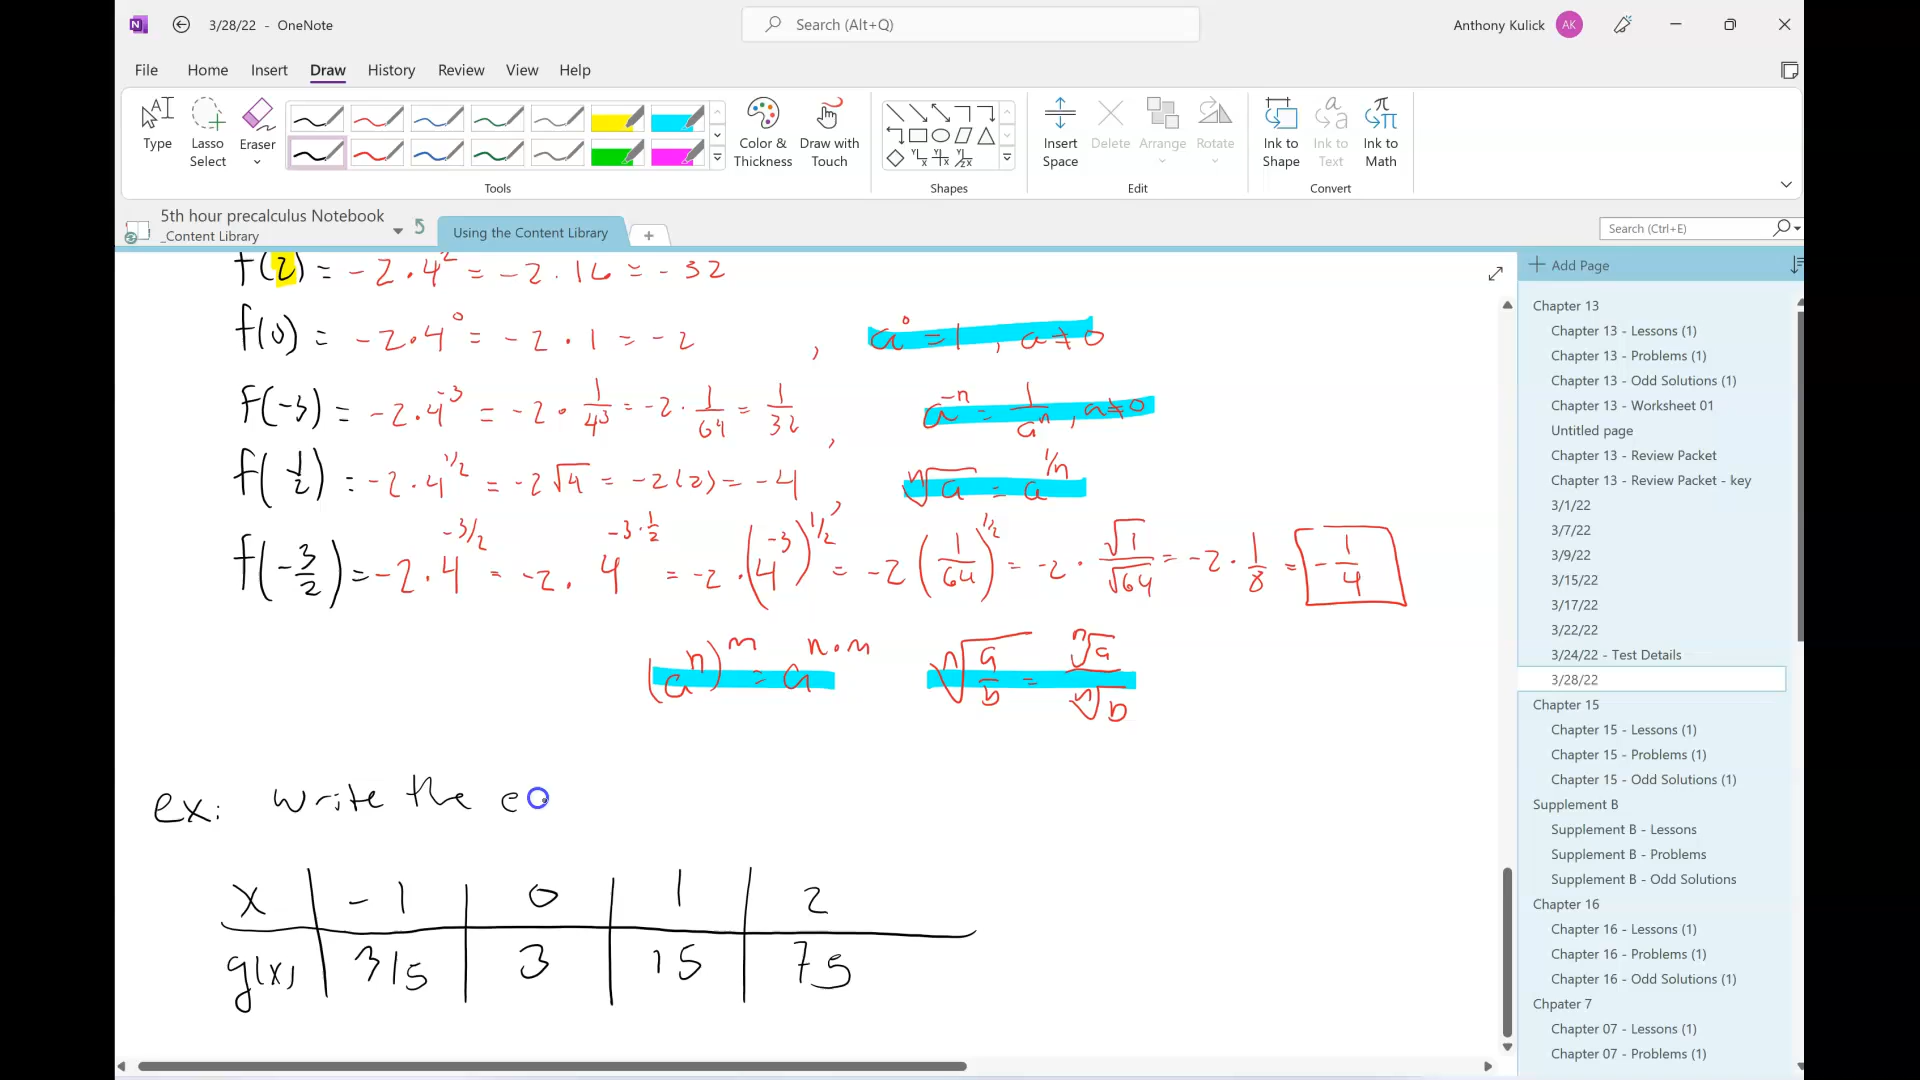 3/28/22 - OneNote
Search (Alt+Q)
Anthony Kulick AK
File Home Insert Draw History Review View Help
Type Lasso Select Eraser Color & Thickness Draw with Touch Insert Space Delete Arrange Rotate Ink to Shape Ink to Text Ink to Math
Tools Shapes Edit Convert
5th hour precalculus Notebook
_Content Library
Using the Content Library
Search (Ctrl+E)
f(2) = -2·4^2 = -2·16 = -32
f(0) = -2·4^0 = -2·1 = -2 , a^0 = 1, a≠0
f(-3) = -2·4^-3 = -2·1/4^3 = -2·1/64 = 1/32 , a^-n = 1/a^n, a≠0
f(1/2) = -2·4^1/2 = -2√4 = -2(2) = -4 , ⁿ√a = a^1/n
f(-3/2) = -2·4^-3/2 = -2·4^-3·1/2 = -2·(4^-3)^1/2 = -2(1/64)^1/2 = -2·√1/√64 = -2·1/8 = -1/4
(a^n)^m = a^n·m ⁿ√(a/b) = ⁿ√a/ⁿ√b
ex: write the e
x -1 0 1 2
g(x) 3/5 3 15 75
Add Page
Chapter 13
Chapter 13 - Lessons (1)
Chapter 13 - Problems (1)
Chapter 13 - Odd Solutions (1)
Chapter 13 - Worksheet 01
Untitled page
Chapter 13 - Review Packet
Chapter 13 - Review Packet - key
3/1/22
3/7/22
3/9/22
3/15/22
3/17/22
3/22/22
3/24/22 - Test Details
3/28/22
Chapter 15
Chapter 15 - Lessons (1)
Chapter 15 - Problems (1)
Chapter 15 - Odd Solutions (1)
Supplement B
Supplement B - Lessons
Supplement B - Problems
Supplement B - Odd Solutions
Chapter 16
Chapter 16 - Lessons (1)
Chapter 16 - Problems (1)
Chapter 16 - Odd Solutions (1)
Chpater 7
Chapter 07 - Lessons (1)
Chapter 07 - Problems (1)